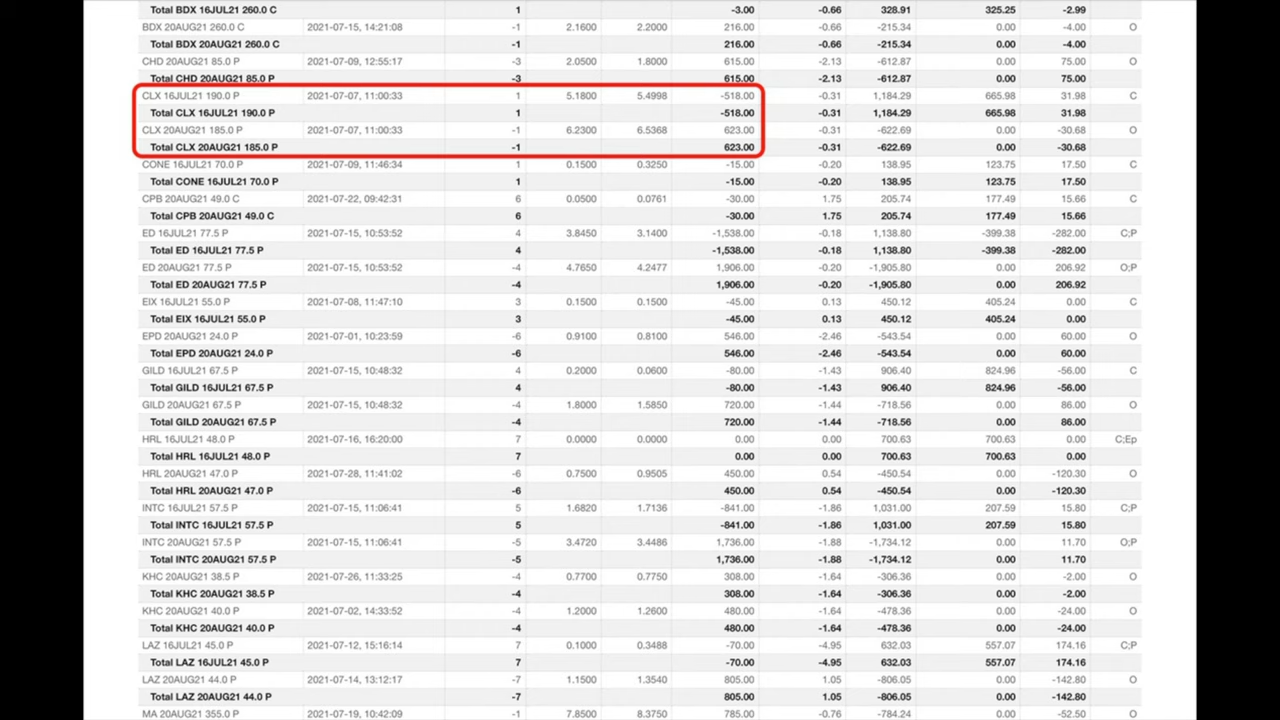 Total BDX 16JUL21 260.0 C 1 -3.00 -0.66 328.91 325.25 -2.99
BDX 20AUG21 260.0 C 2021-07-15, 14:21:08 -1 2.1600 2.2000 216.00 -0.66 -215.34 0.00 -4.00 O
Total BDX 20AUG21 260.0 C -1 216.00 -0.66 -215.34 0.00 -4.00
CHD 20AUG21 85.0 P 2021-07-09, 12:55:17 -3 2.0500 1.8000 615.00 -2.13 -612.87 0.00 75.00 O
Total CHD 20AUG21 85.0 P -3 615.00 -2.13 -612.87 0.00 75.00
CLX 16JUL21 190.0 P 2021-07-07, 11:00:33 1 5.1800 5.4998 -518.00 -0.31 1,184.29 665.98 31.98 C
Total CLX 16JUL21 190.0 P 1 -518.00 -0.31 1,184.29 665.98 31.98
CLX 20AUG21 185.0 P 2021-07-07, 11:00:33 -1 6.2300 6.5368 623.00 -0.31 -622.69 0.00 -30.68 O
Total CLX 20AUG21 185.0 P -1 623.00 -0.31 -622.69 0.00 -30.68
CONE 16JUL21 70.0 P 2021-07-09, 11:46:34 1 0.1500 0.3250 -15.00 -0.20 138.95 123.75 17.50 C
Total CONE 16JUL21 70.0 P 1 -15.00 -0.20 138.95 123.75 17.50
CPB 20AUG21 49.0 C 2021-07-22, 09:42:31 6 0.0500 0.0761 -30.00 1.75 205.74 177.49 15.66 C
Total CPB 20AUG21 49.0 C 6 -30.00 1.75 205.74 177.49 15.66
ED 16JUL21 77.5 P 2021-07-15, 10:53:52 4 3.8450 3.1400 -1,538.00 -0.18 1,138.80 -399.38 -282.00 C;P
Total ED 16JUL21 77.5 P 4 -1,538.00 -0.18 1,138.80 -399.38 -282.00
ED 20AUG21 77.5 P 2021-07-15, 10:53:52 -4 4.7650 4.2477 1,906.00 -0.20 -1,905.80 0.00 206.92 O;P
Total ED 20AUG21 77.5 P -4 1,906.00 -0.20 -1,905.80 0.00 206.92
EIX 16JUL21 55.0 P 2021-07-08, 11:47:10 3 0.1500 0.1500 -45.00 0.13 450.12 405.24 0.00 C
Total EIX 16JUL21 55.0 P 3 -45.00 0.13 450.12 405.24 0.00
EPD 20AUG21 24.0 P 2021-07-01, 10:23:59 -6 0.9100 0.8100 546.00 -2.46 -543.54 0.00 60.00 O
Total EPD 20AUG21 24.0 P -6 546.00 -2.46 -543.54 0.00 60.00
GILD 16JUL21 67.5 P 2021-07-15, 10:48:32 4 0.2000 0.0600 -80.00 -1.43 906.40 824.96 -56.00 C
Total GILD 16JUL21 67.5 P 4 -80.00 -1.43 906.40 824.96 -56.00
GILD 20AUG21 67.5 P 2021-07-15, 10:48:32 -4 1.8000 1.5850 720.00 -1.44 -718.56 0.00 86.00 O
Total GILD 20AUG21 67.5 P -4 720.00 -1.44 -718.56 0.00 86.00
HRL 16JUL21 48.0 P 2021-07-16, 16:20:00 7 0.0000 0.0000 0.00 0.00 700.63 700.63 0.00 C;Ep
Total HRL 16JUL21 48.0 P 7 0.00 0.00 700.63 700.63 0.00
HRL 20AUG21 47.0 P 2021-07-28, 11:41:02 -6 0.7500 0.9505 450.00 0.54 -450.54 0.00 -120.30 O
Total HRL 20AUG21 47.0 P -6 450.00 0.54 -450.54 0.00 -120.30
INTC 16JUL21 57.5 P 2021-07-15, 11:06:41 5 1.6820 1.7136 -841.00 -1.86 1,031.00 207.59 15.80 C;P
Total INTC 16JUL21 57.5 P 5 -841.00 -1.86 1,031.00 207.59 15.80
INTC 20AUG21 57.5 P 2021-07-15, 11:06:41 -5 3.4720 3.4486 1,736.00 -1.88 -1,734.12 0.00 11.70 O;P
Total INTC 20AUG21 57.5 P -5 1,736.00 -1.88 -1,734.12 0.00 11.70
KHC 20AUG21 38.5 P 2021-07-26, 11:33:25 -4 0.7700 0.7750 308.00 -1.64 -306.36 0.00 -2.00 O
Total KHC 20AUG21 38.5 P -4 308.00 -1.64 -306.36 0.00 -2.00
KHC 20AUG21 40.0 P 2021-07-02, 14:33:52 -4 1.2000 1.2600 480.00 -1.64 -478.36 0.00 -24.00 O
Total KHC 20AUG21 40.0 P -4 480.00 -1.64 -478.36 0.00 -24.00
LAZ 16JUL21 45.0 P 2021-07-12, 15:16:14 7 0.1000 0.3488 -70.00 -4.95 632.03 557.07 174.16 C;P
Total LAZ 16JUL21 45.0 P 7 -70.00 -4.95 632.03 557.07 174.16
LAZ 20AUG21 44.0 P 2021-07-14, 13:12:17 -7 1.1500 1.3540 805.00 1.05 -806.05 0.00 -142.80 O
Total LAZ 20AUG21 44.0 P -7 805.00 1.05 -806.05 0.00 -142.80
MA 20AUG21 355.0 P 2021-07-19, 10:42:09 -1 7.8500 8.3750 785.00 -0.76 -784.24 0.00 -52.50 O